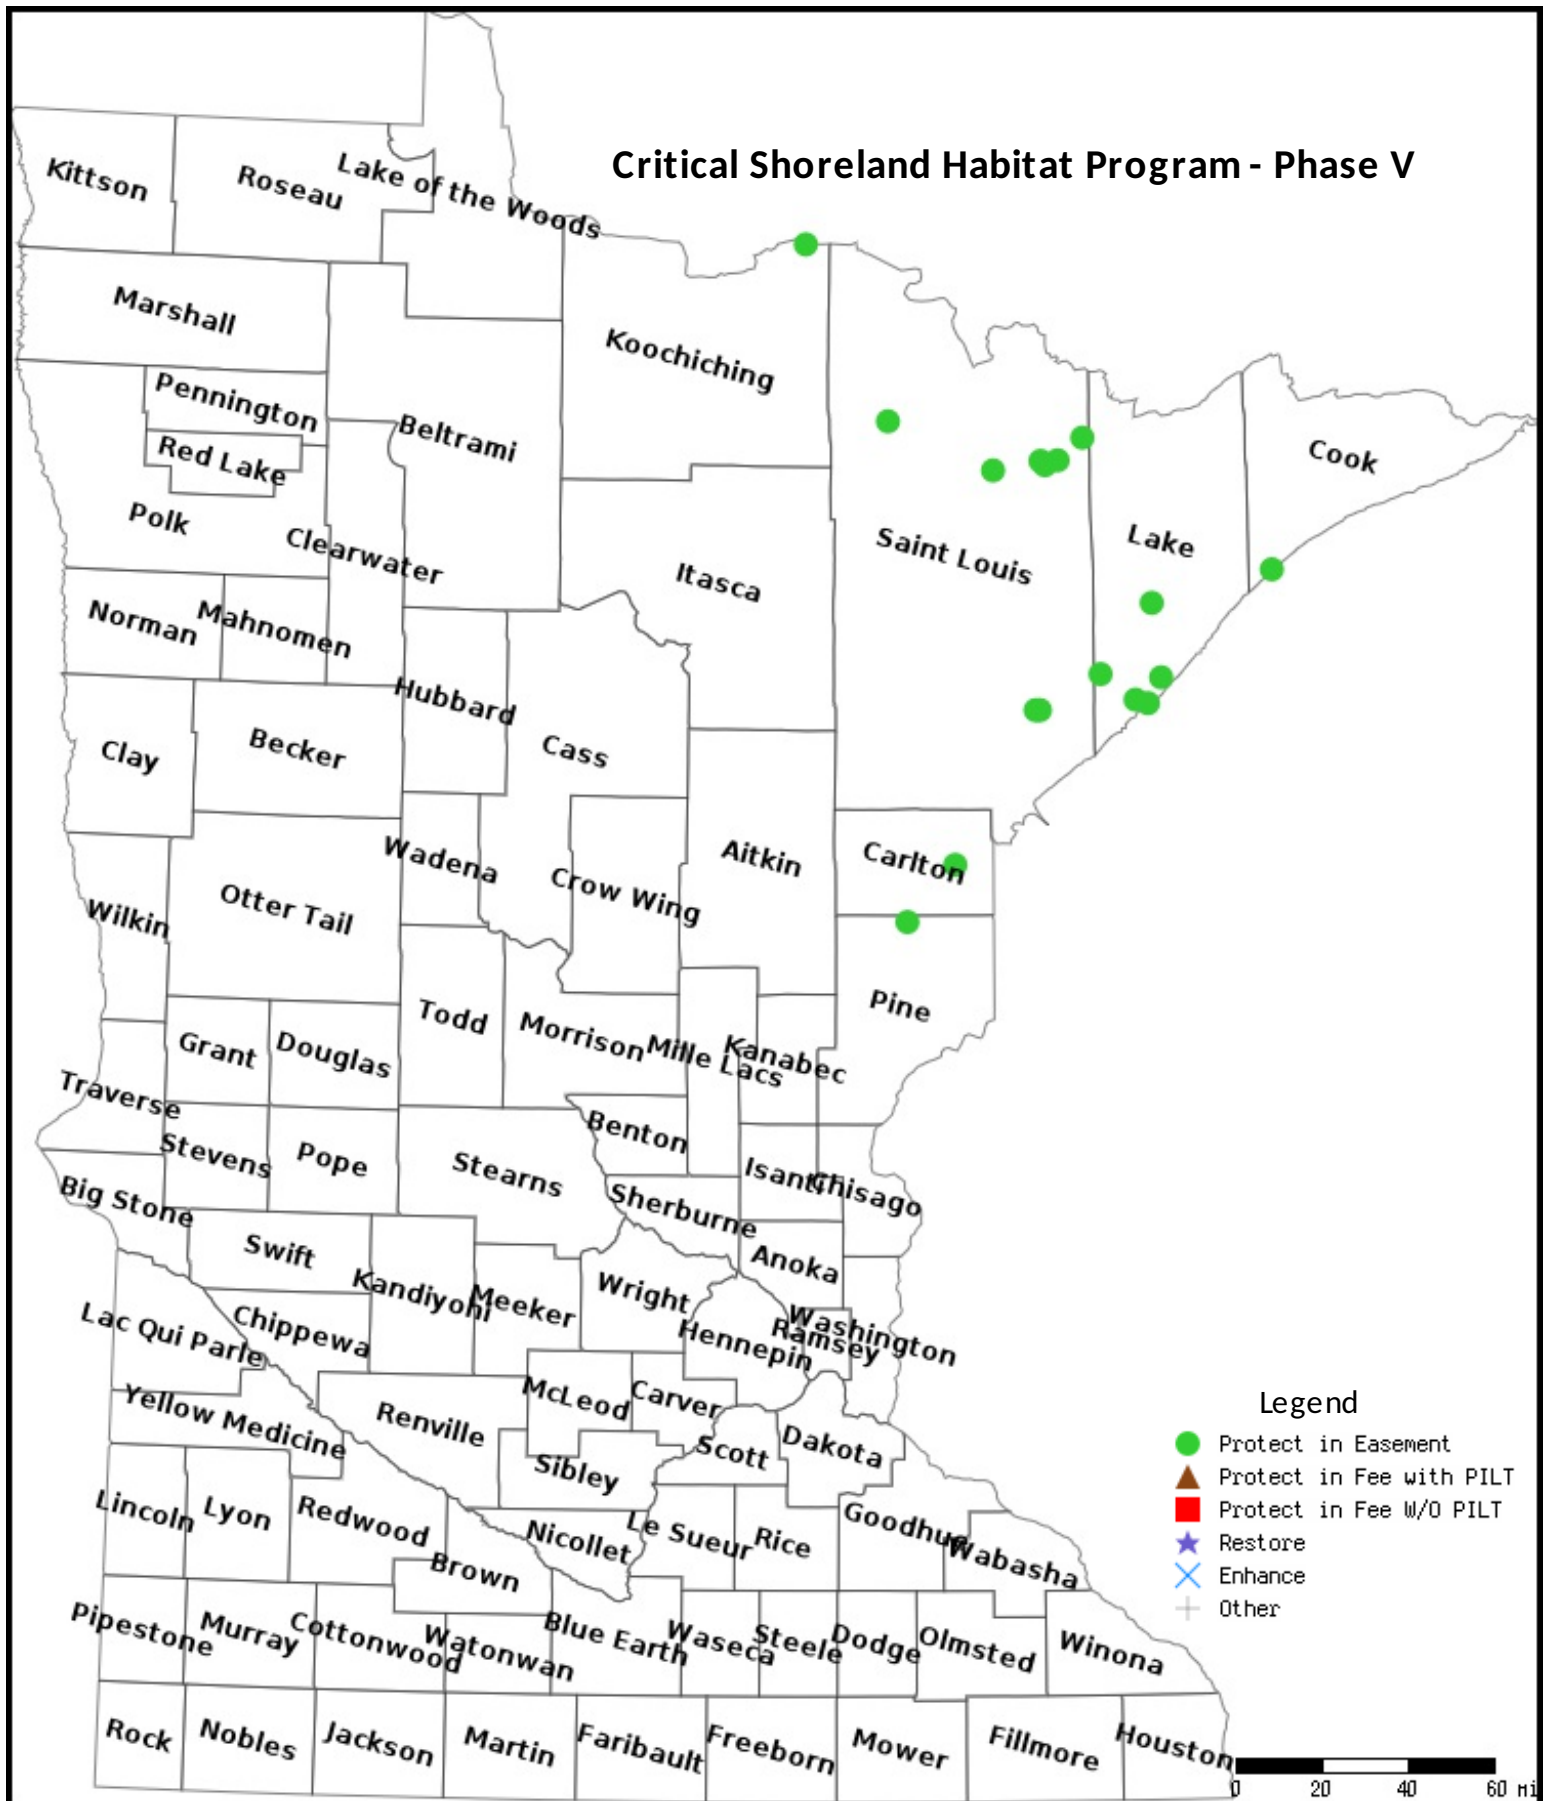 Critical Shoreland Habitat Program - Phase V
Kittson
Roseau
Lake of the Woods
Marshall
Koochiching
Pennington
Beltrami
Red Lake
Cook
Polk
Clearwater
Itasca
Saint Louis
Lake
Norman
Mahnomen
Hubbard
Clay
Becker
Cass
Wadena
Aitkin
Carlton
Crow Wing
Otter Tail
Wilkin
Pine
Todd
Morrison
Mille Lacs
Kanabec
Grant
Douglas
Traverse
Stevens
Pope
Stearns
Benton
Isanti
Chisago
Big Stone
Sherburne
Swift
Anoka
Kandiyohi
Meeker
Wright
Lac Qui Parle
Chippewa
Hennepin
Ramsey
Washington
Yellow Medicine
Renville
McLeod
Carver
Scott
Dakota
Sibley
Lincoln
Lyon
Redwood
Nicollet
Le Sueur
Rice
Goodhue
Wabasha
Brown
Pipestone
Murray
Cottonwood
Watonwan
Blue Earth
Waseca
Steele
Dodge
Olmsted
Winona
Rock
Nobles
Jackson
Martin
Faribault
Freeborn
Mower
Fillmore
Houston
Legend
Protect in Easement
Protect in Fee with PILT
Protect in Fee W/O PILT
Restore
Enhance
Other
0 20 40 60 mi